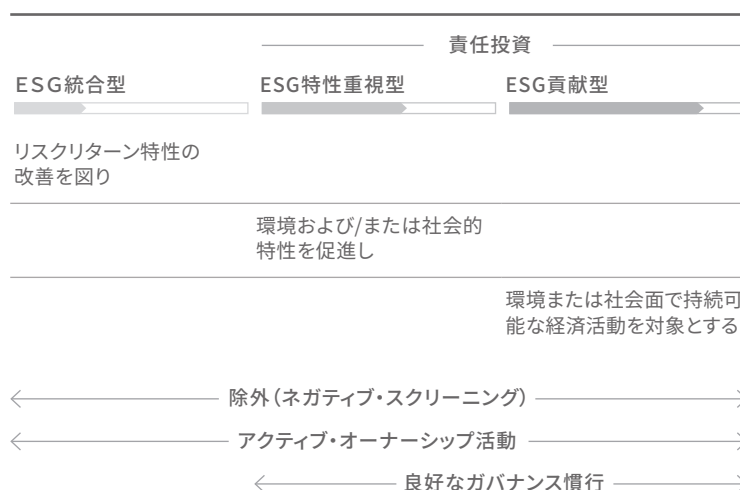 責任投資
ＥＳＧ統合型
ESG特性重視型
ESG貢献型
リスクリターン特性の
改善を図り
環境および/または社会的
特性を促進し
環境または社会面で持続可
能な経済活動を対象とする
除外（ネガティブ・スクリーニング）
アクティブ・オーナーシップ活動
良好なガバナンス慣行